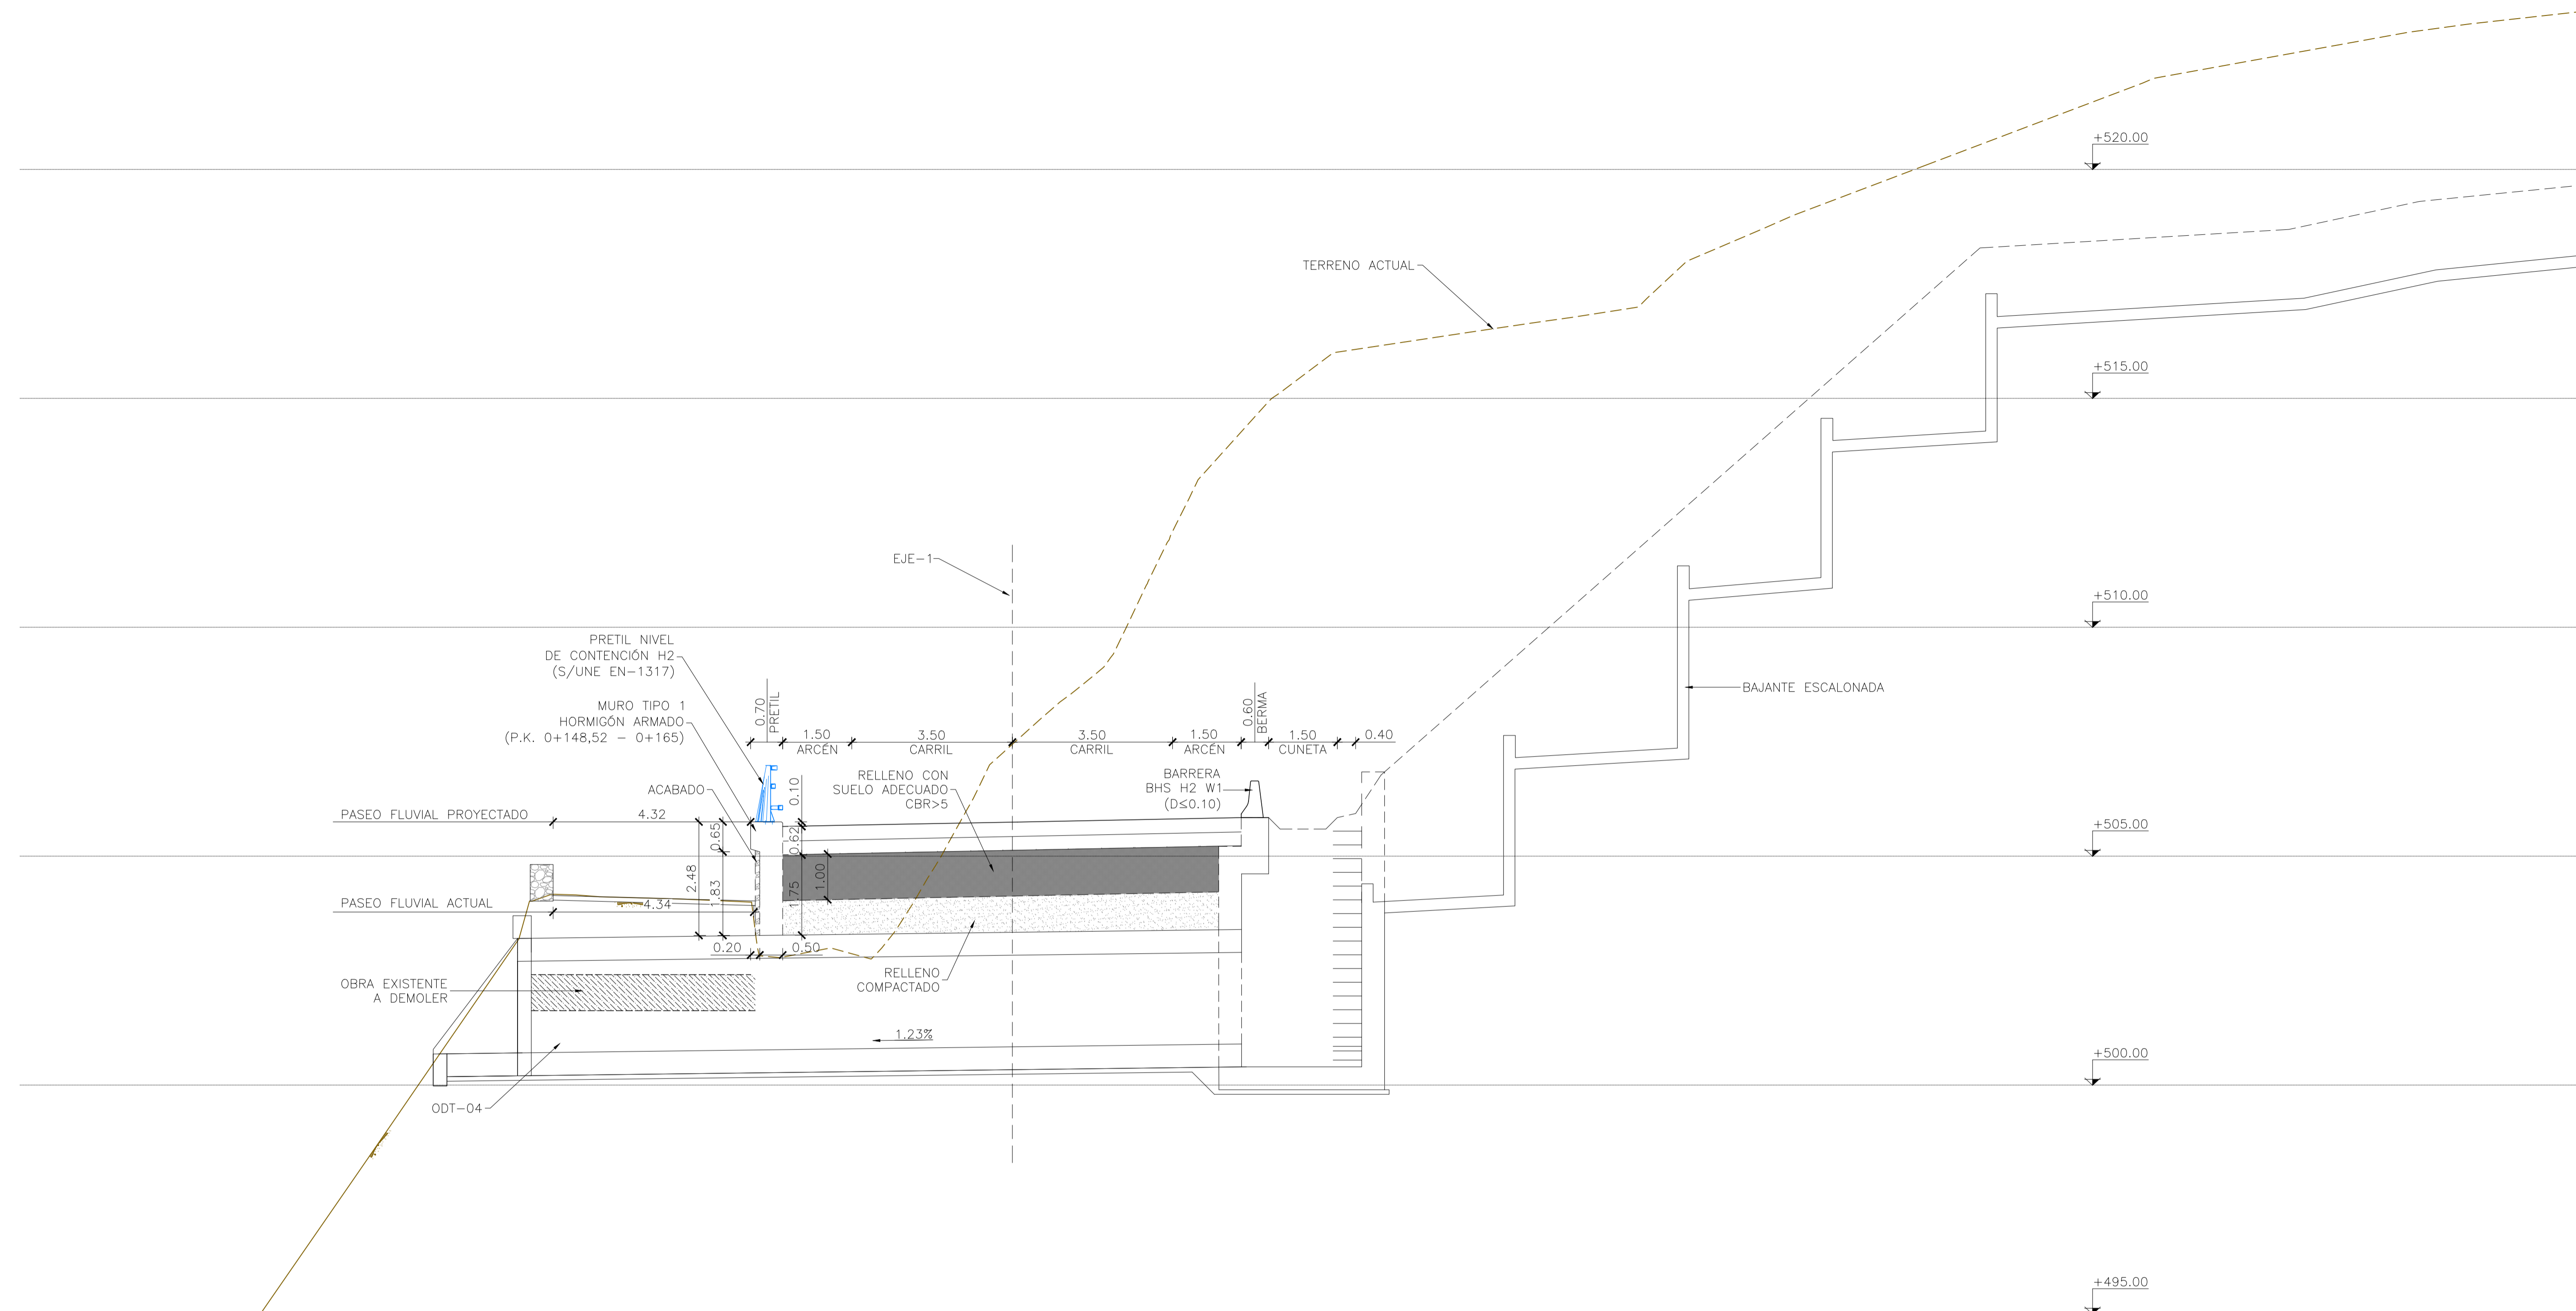 +520.00
TERRENO ACTUAL
+515.00
EJE-1
+510.00
PRETIL NIVEL
DE CONTENCIÓN H2
(S/UNE EN-1317)
MURO TIPO 1
HORMIGÓN ARMADO
(P.K. 0+148,52 - 0+165)
BAJANTE ESCALONADA
0.70
PRETIL
1.50
ARCÉN
3.50
CARRIL
3.50
CARRIL
1.50
ARCÉN
0.60
BERMA
1.50
CUNETA
0.40
ACABADO
RELLENO CON
SUELO ADECUADO
CBR>5
BARRERA
BHS H2 W1
(D≤0.10)
PASEO FLUVIAL PROYECTADO
4.32
0.10
0.65
0.62
+505.00
2.48
1.83
1.75
1.00
PASEO FLUVIAL ACTUAL
4.34
0.20
0.50
OBRA EXISTENTE
A DEMOLER
RELLENO
COMPACTADO
1.23%
+500.00
ODT-04
+495.00